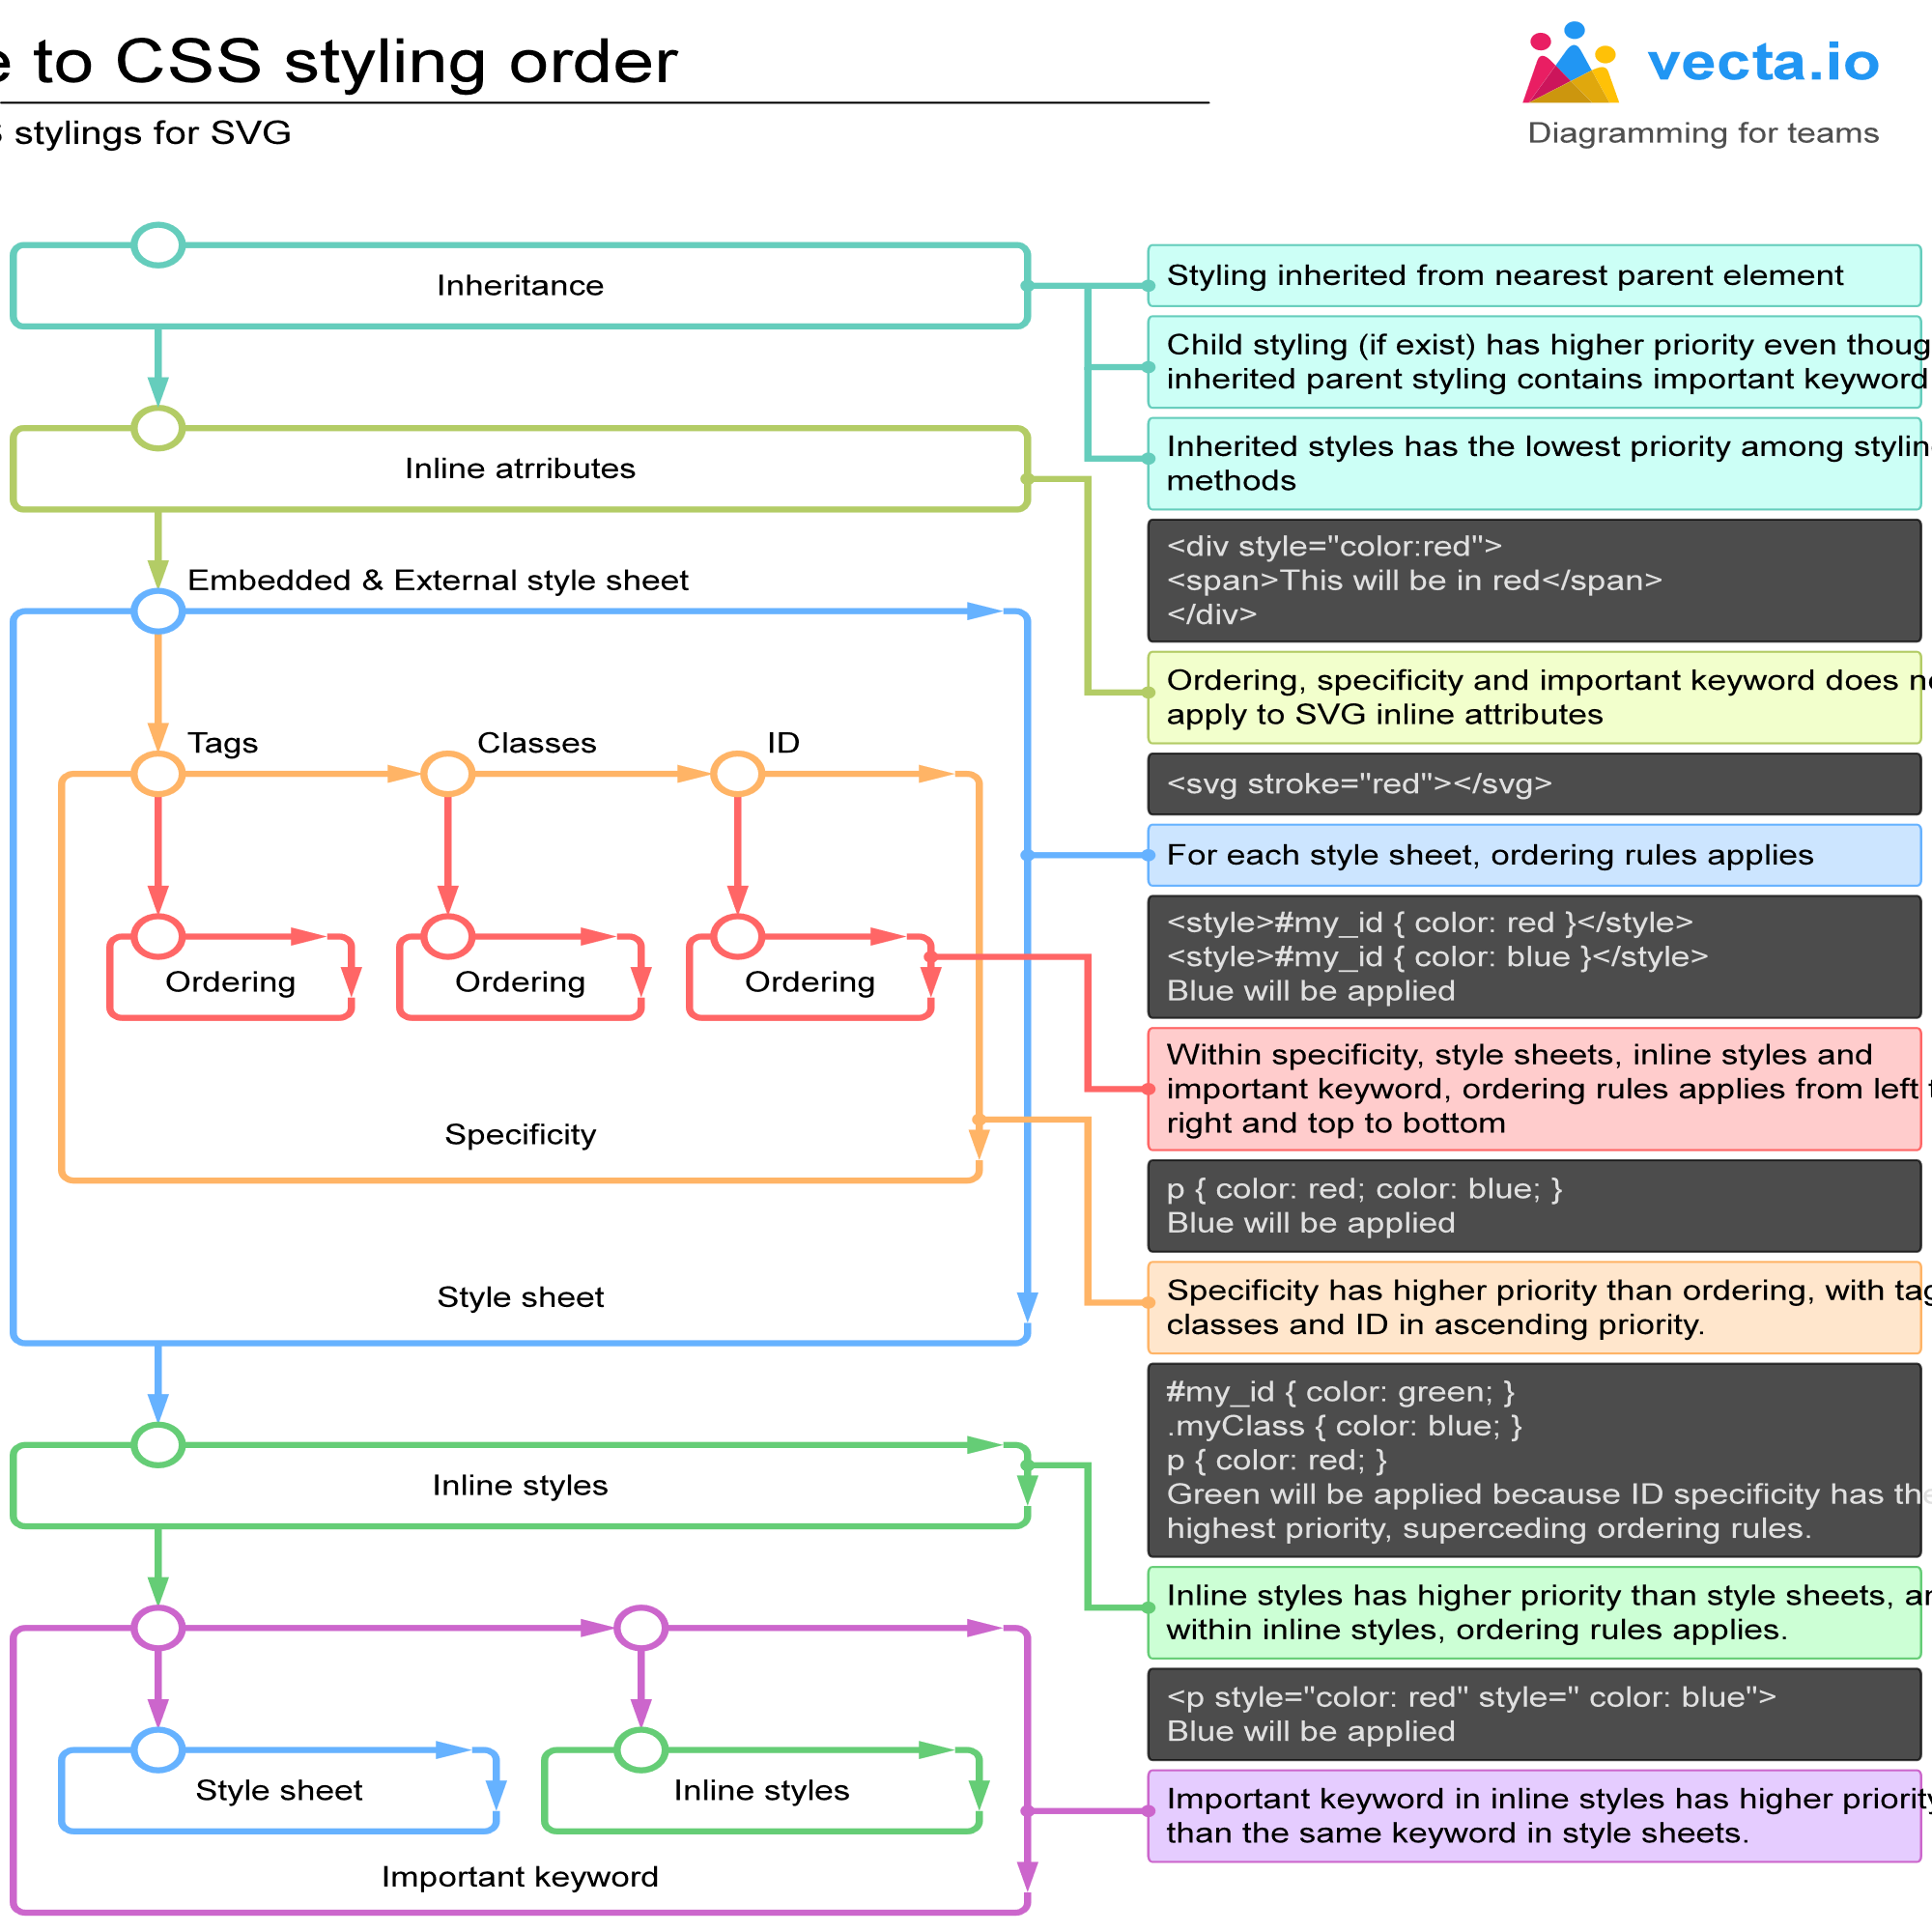 e to CSS styling order
vecta.io
S stylings for SVG
Diagramming for teams
Inheritance
Styling inherited from nearest parent element
Child styling (if exist) has higher priority even thoug
inherited parent styling contains important keyword
Inline atrributes
Inherited styles has the lowest priority among stylin
methods
<div style="color:red">
<span>This will be in red</span>
</div>
Embedded & External style sheet
Ordering, specificity and important keyword does no
apply to SVG inline attributes
Tags
Classes
ID
<svg stroke="red"></svg>
For each style sheet, ordering rules applies
<style>#my_id { color: red }</style>
<style>#my_id { color: blue }</style>
Blue will be applied
Ordering
Ordering
Ordering
Within specificity, style sheets, inline styles and
important keyword, ordering rules applies from left t
right and top to bottom
Specificity
p { color: red; color: blue; }
Blue will be applied
Style sheet
Specificity has higher priority than ordering, with tag
classes and ID in ascending priority.
#my_id { color: green; }
.myClass { color: blue; }
p { color: red; }
Green will be applied because ID specificity has the
highest priority, superceding ordering rules.
Inline styles
Inline styles has higher priority than style sheets, an
within inline styles, ordering rules applies.
<p style="color: red" style=" color: blue">
Blue will be applied
Style sheet
Inline styles
Important keyword in inline styles has higher priority
than the same keyword in style sheets.
Important keyword